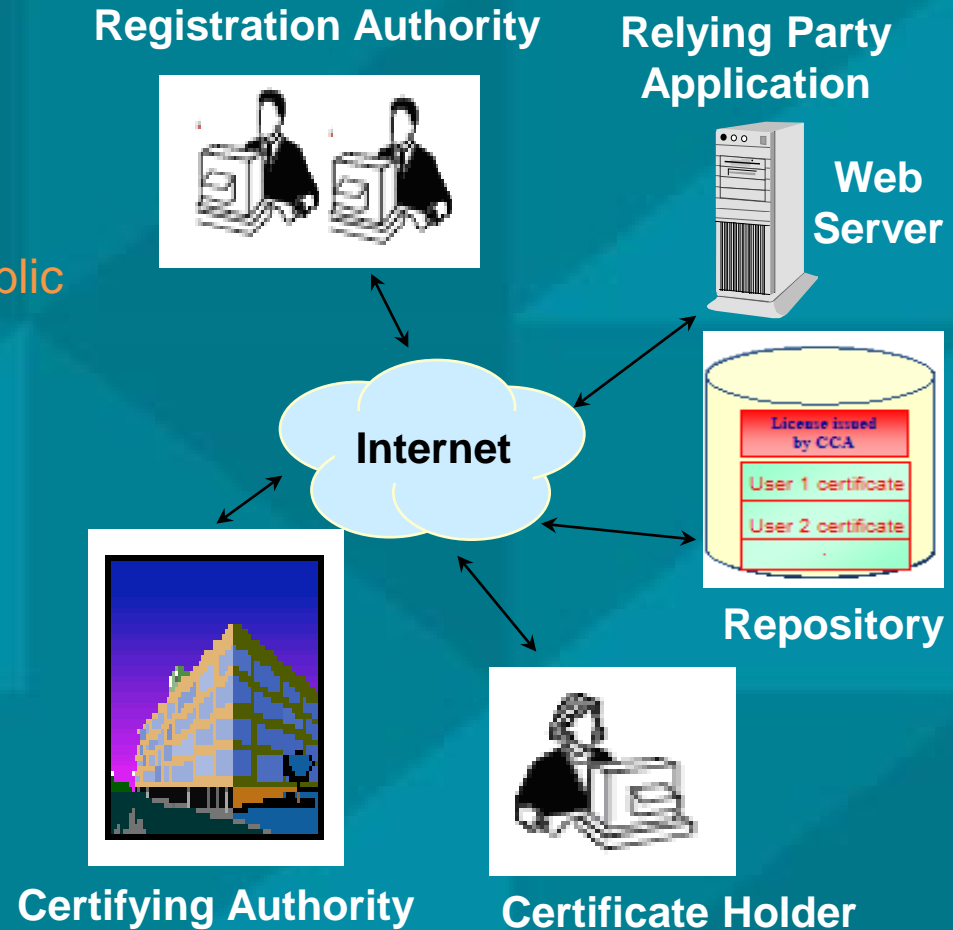 Registration Authority
Relying Party
Application
Web
Server
blic
Internet
License issued
by CCA
User 1 certificate
User 2 certificate
.
Repository
Certifying Authority
Certificate Holder